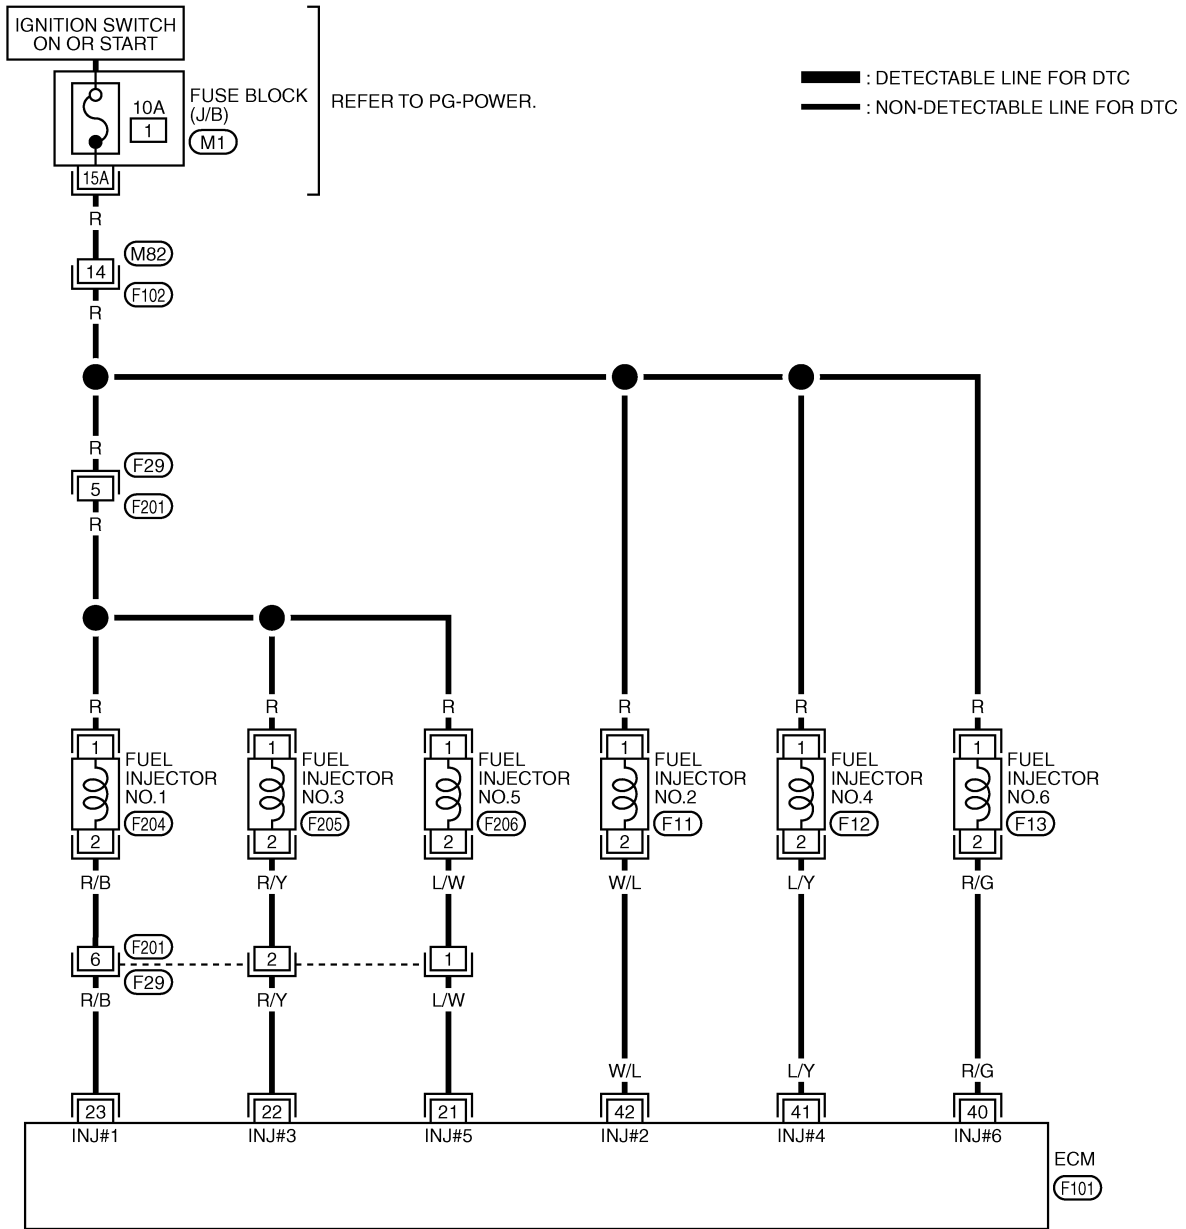 IGNITION SWITCH
ON OR START
10A
1
FUSE BLOCK
(J/B)
M1
REFER TO PG-POWER.
: DETECTABLE LINE FOR DTC
: NON-DETECTABLE LINE FOR DTC
15A
R
14
M82
F102
R
R
5
F29
F201
R
R R R R R R
1 1 1 1 1 1
FUEL
INJECTOR
NO.1
F204
FUEL
INJECTOR
NO.3
F205
FUEL
INJECTOR
NO.5
F206
FUEL
INJECTOR
NO.2
F11
FUEL
INJECTOR
NO.4
F12
FUEL
INJECTOR
NO.6
F13
2 2 2 2 2 2
R/B R/Y L/W W/L L/Y R/G
6 2 1
F201
F29
R/B R/Y L/W
W/L L/Y R/G
23 22 21 42 41 40
INJ#1 INJ#3 INJ#5 INJ#2 INJ#4 INJ#6
ECM
F101